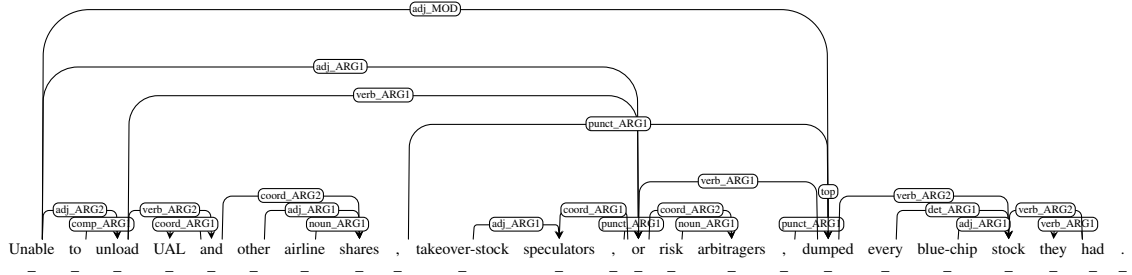 adj_MOD
adj_ARG1
verb_ARG1
punct_ARG1
verb_ARG1 top
coord_ARG2 verb_ARG2
adj_ARG2 verb_ARG2 adj_ARG1 coord_ARG1 coord_ARG2 det_ARG1 verb_ARG2
comp_ARG1 coord_ARG1 noun_ARG1 adj_ARG1 punct_ARG1 noun_ARG1 punct_ARG1 adj_ARG1 verb_ARG1
Unable to unload UAL and other airline shares , takeover-stock speculators , or risk arbitragers , dumped every blue-chip stock they had .
_ _ _ _ _ _ _ _ _ _ _ _ _ _ _ _ _ _ _ _ _ _ _